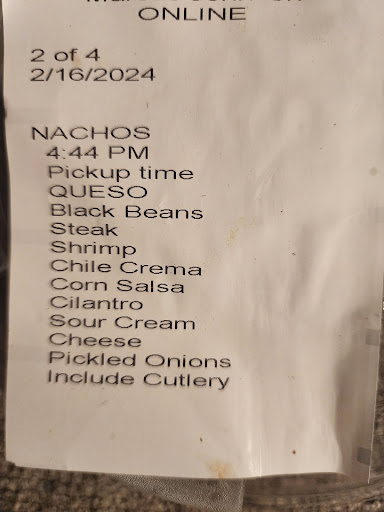 ONLINE
2 of 4
2/16/2024
NACHOS
4:44 PM
Pickup time
QUESO
Black Beans
Steak
Shrimp
Chile Crema
Corn Salsa
Cilantro
Sour Cream
Cheese
Pickled Onions
Include Cutlery